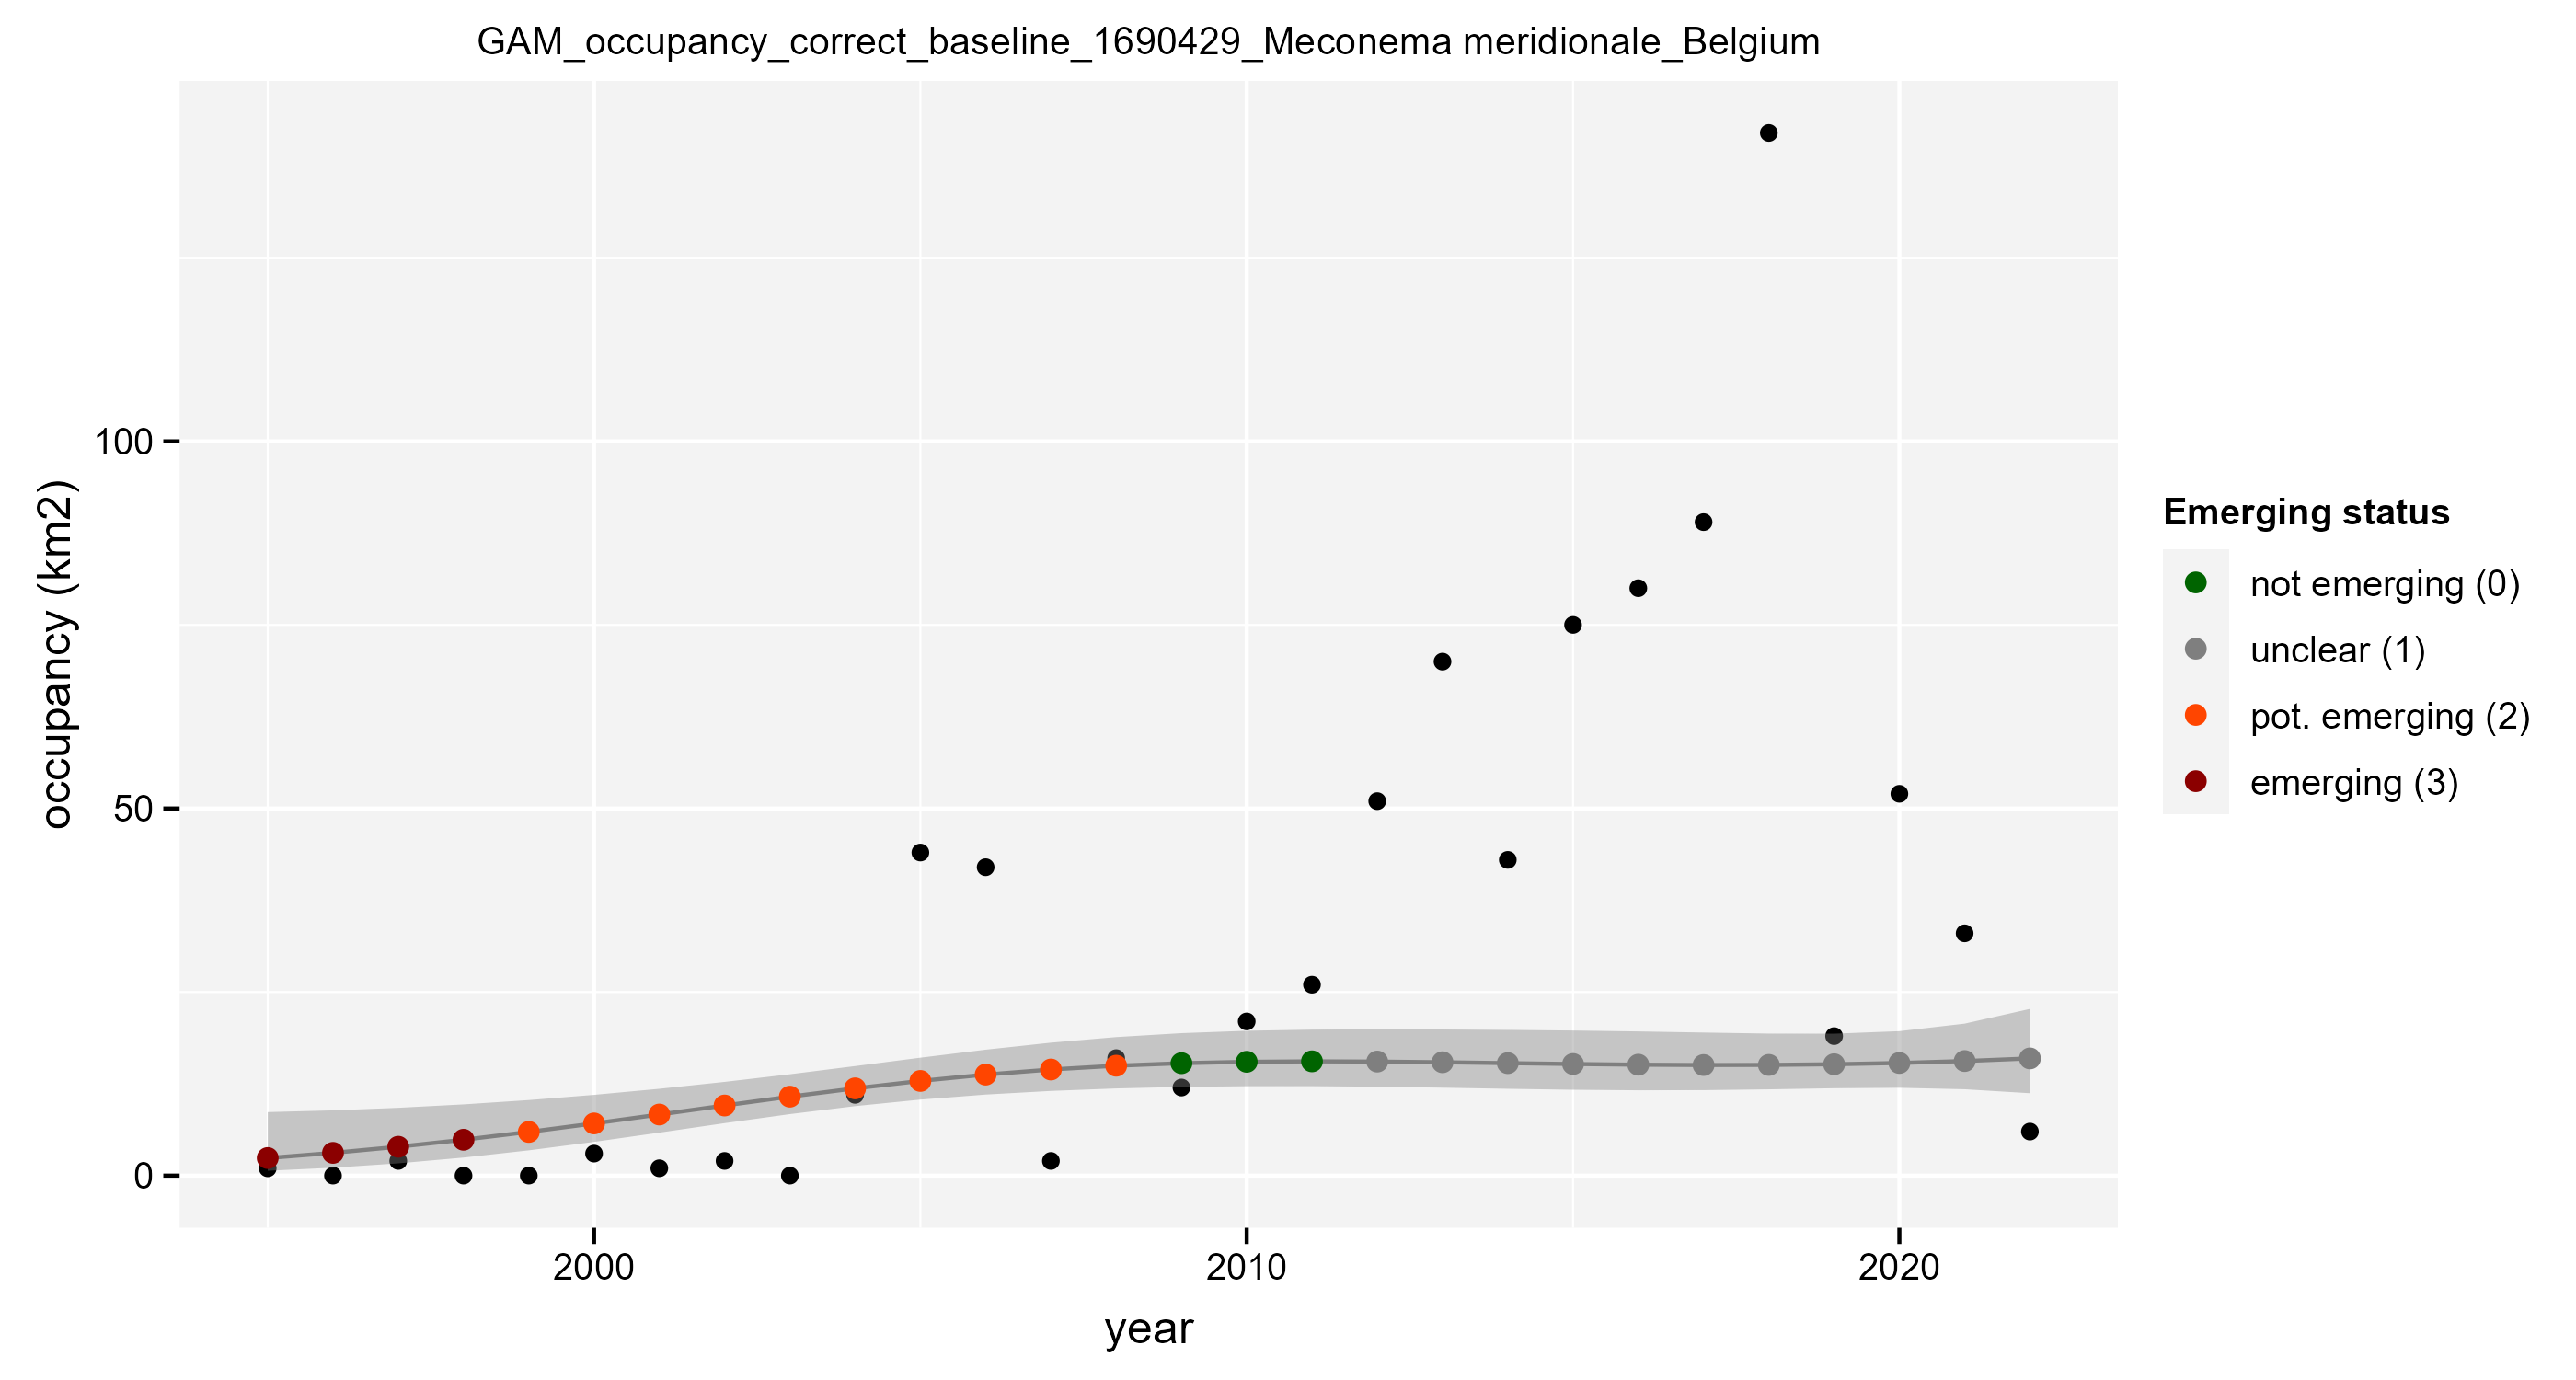 GAM_occupancy_correct_baseline_1690429_Meconema meridionale_Belgium
occupancy (km2)
100
50
0
2000
2010
2020
year
Emerging status
not emerging (0)
unclear (1)
pot. emerging (2)
emerging (3)